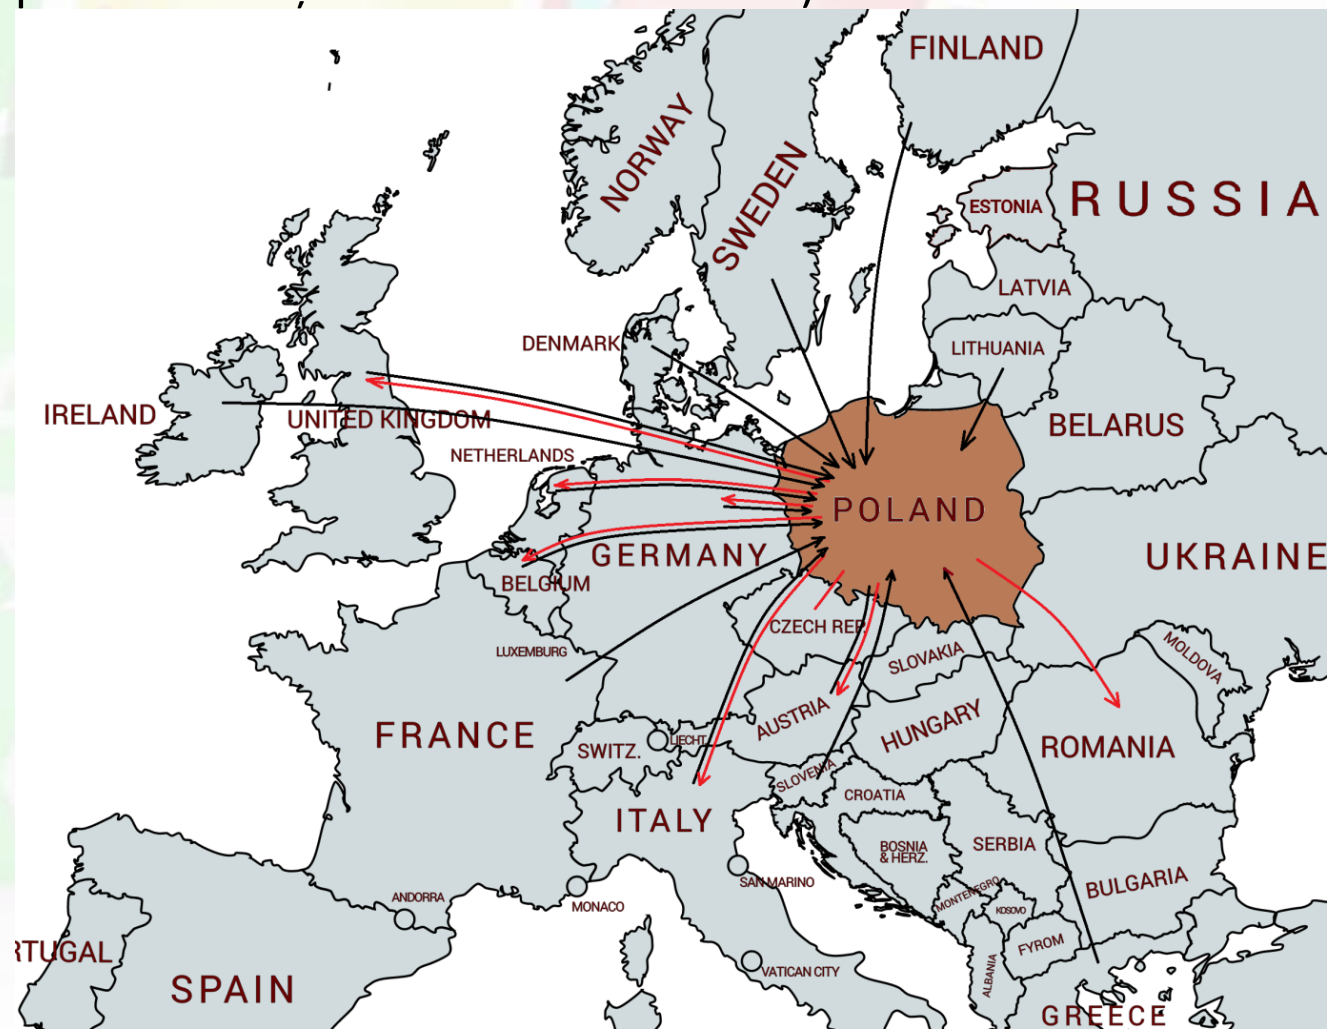 FINLAND
NORWAY
SWEDEN
RUSSIA
ESTONIA
LATVIA
DENMARK
LITHUANIA
IRELAND
UNITED KINGDOM
BELARUS
NETHERLANDS
POLAND
GERMANY
UKRAINE
BELGIUM
CZECH REP.
LUXEMBURG
SLOVAKIA
MOLDOVA
AUSTRIA
HUNGARY
FRANCE
SWITZ.
LIECHT.
ROMANIA
SLOVENIA
CROATIA
ITALY
BOSNIA
& HERZ.
SERBIA
SAN MARINO
MONTENEGRO
KOSOVO
BULGARIA
ANDORRA
MONACO
FYROM
RTUGAL
VATICAN CITY
ALBANIA
SPAIN
GREECE